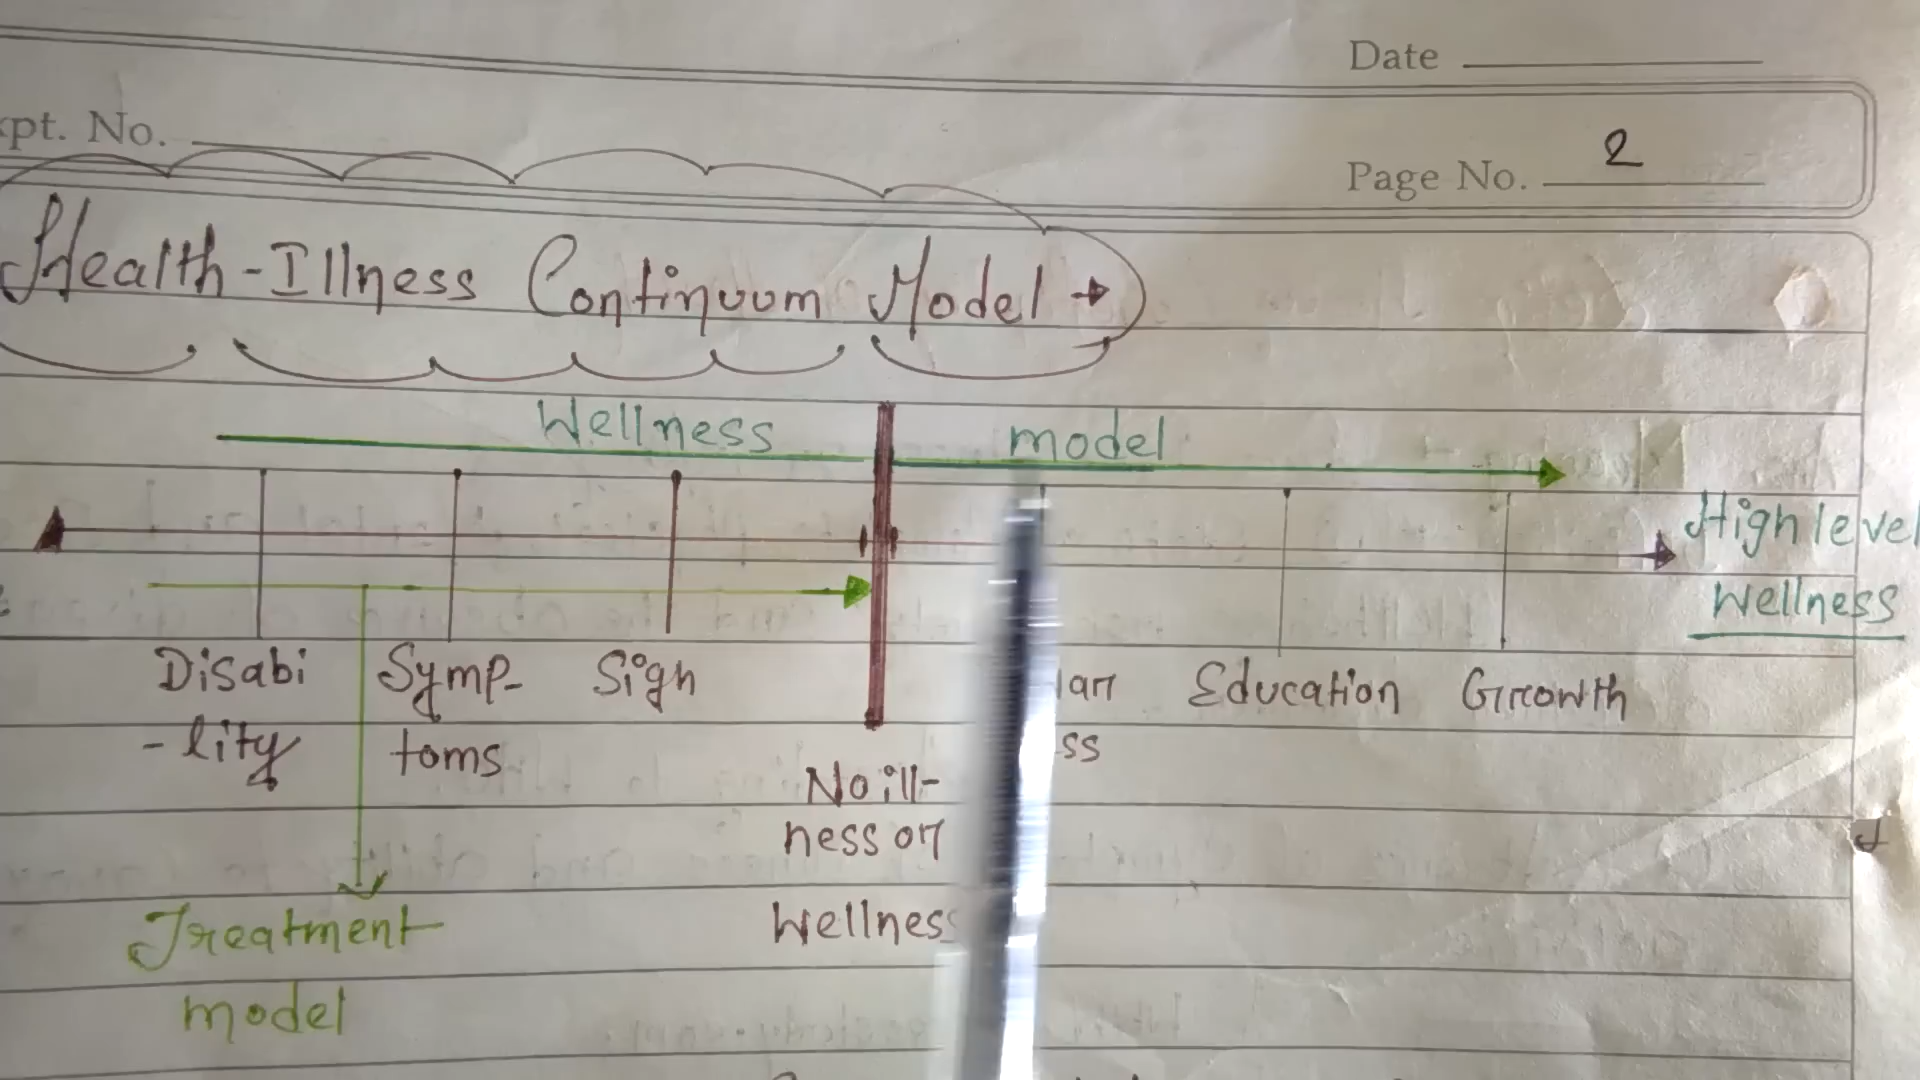 Date
Expt. No.
Page No. 2
Health-Illness Continuum Model →
Wellness model
High level
Wellness
Disabi Symp- Sign Education Growth
-lity toms
No ill-
ness or
Wellness
Treatment
model